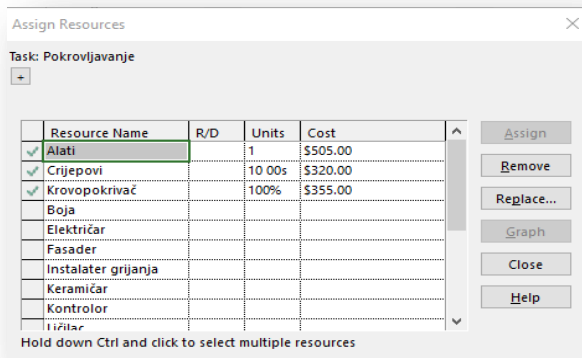 Assign Resources
Task: Pokrovljavanje
+
Resource Name R/D Units Cost
Alati 1 $505.00
Crijepovi 10 00s $320.00
Krovopokrivač 100% $355.00
Boja
Električar
Fasader
Instalater grijanja
Keramičar
Kontrolor
Ličilac
Assign
Remove
Replace...
Graph
Close
Help
Hold down Ctrl and click to select multiple resources